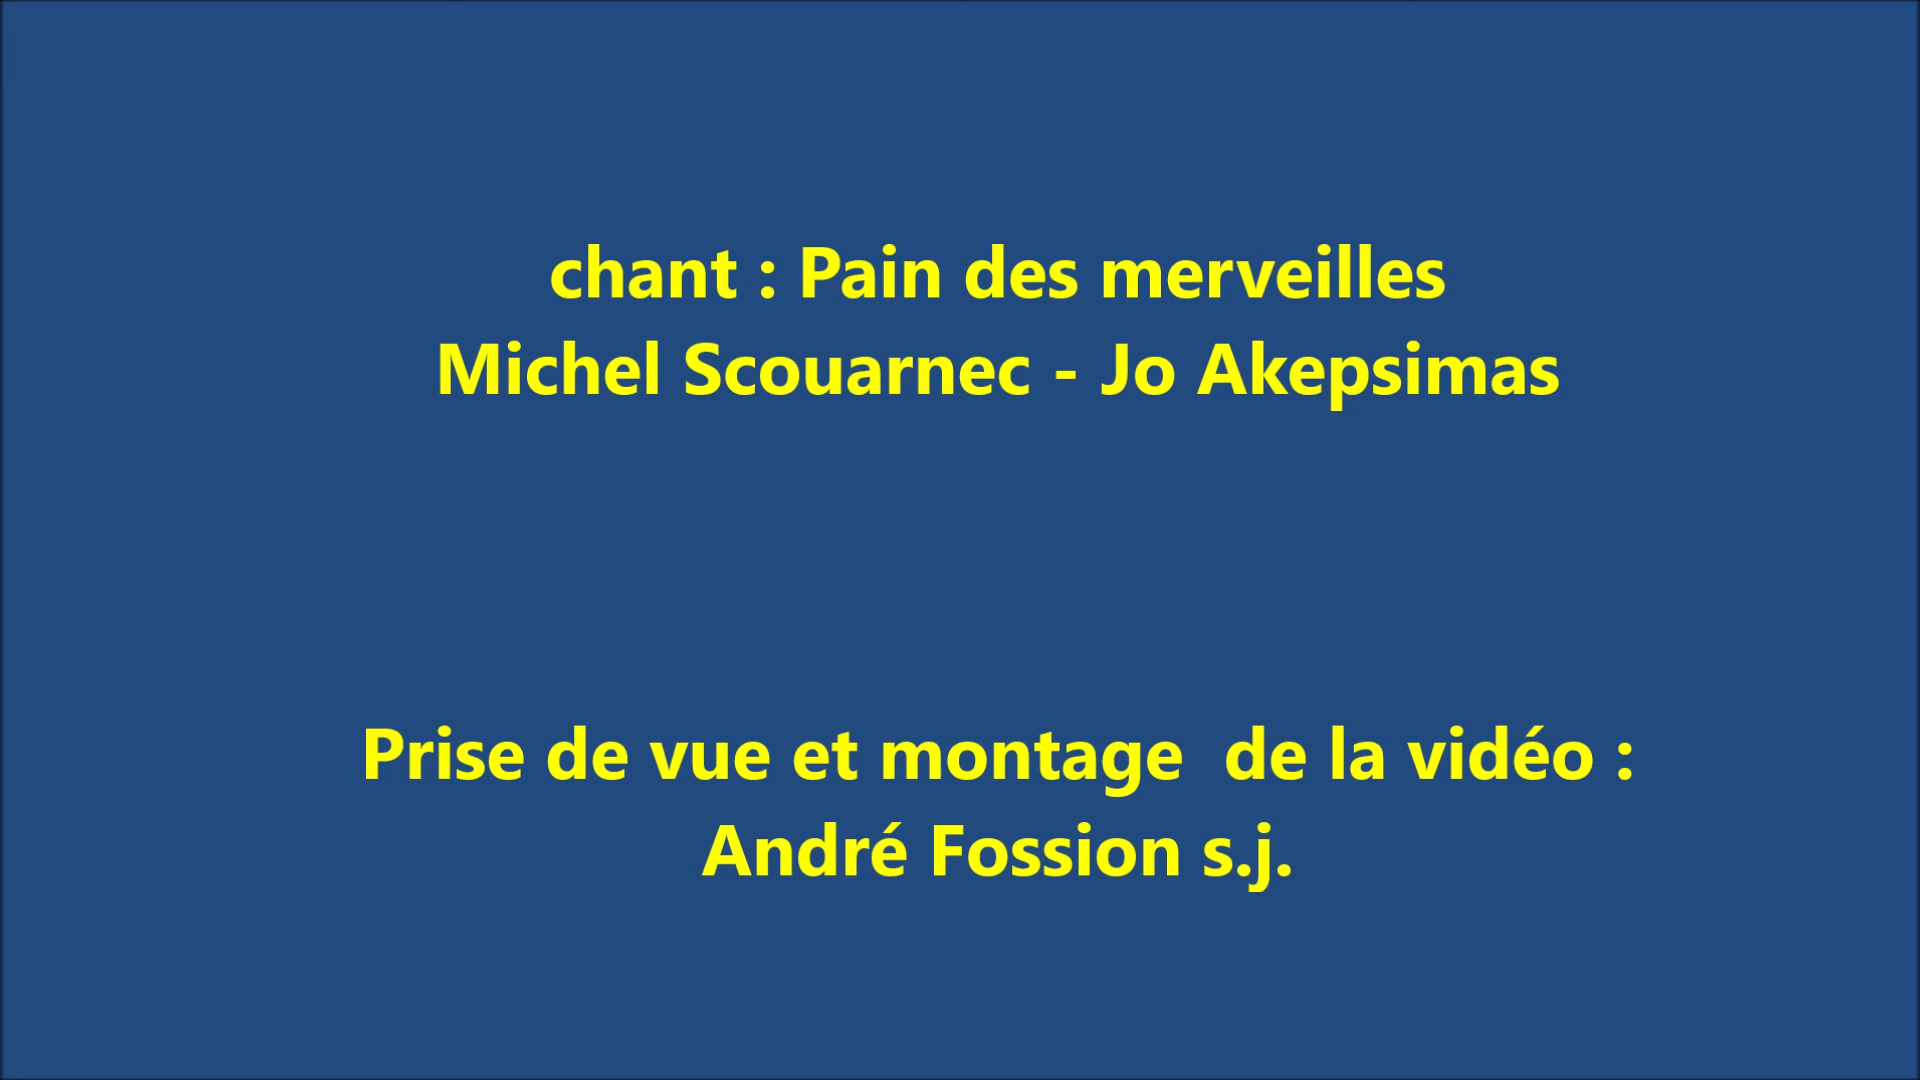 chant : Pain des merveilles
Michel Scouarnec - Jo Akepsimas
Prise de vue et montage  de la vidéo :
André Fossion s.j.